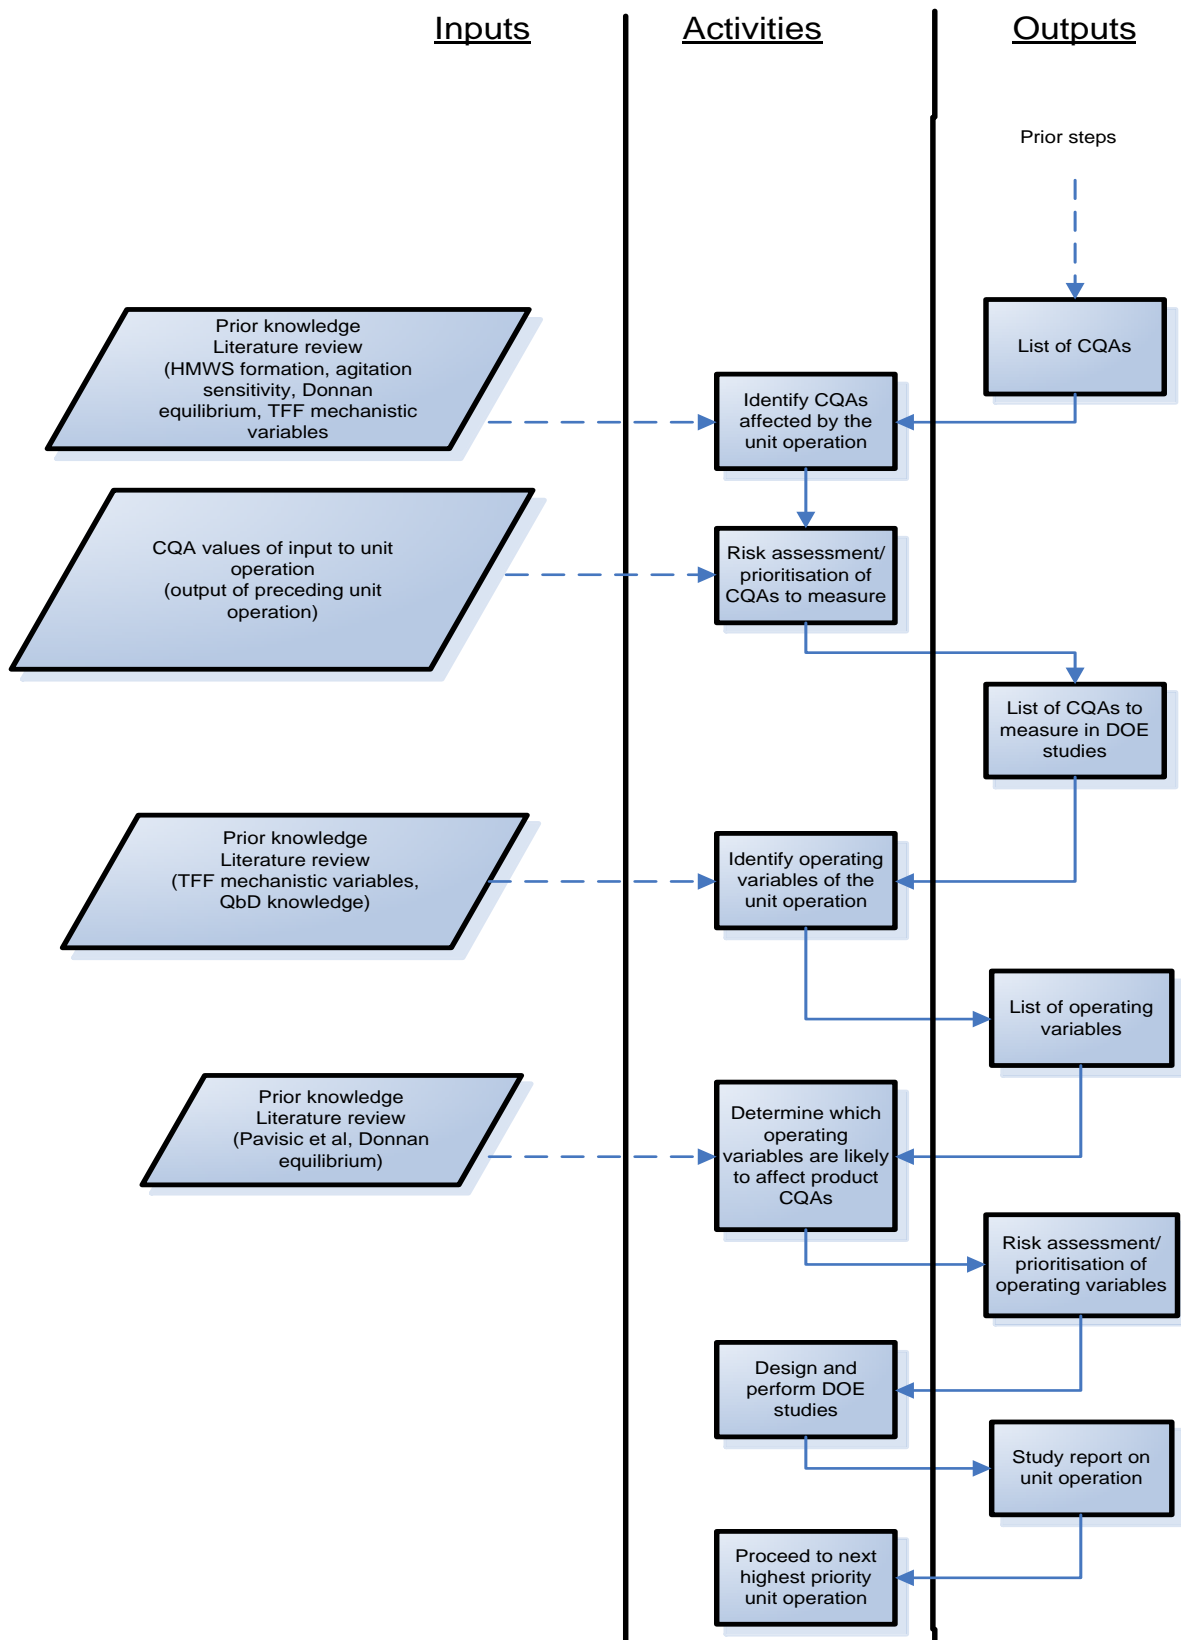 Inputs
Activities
Outputs
Prior steps
List of CQAs
Prior knowledge
Literature review
(HMWS formation, agitation
sensitivity, Donnan
equilibrium, TFF mechanistic
variables
Identify CQAs
affected by the
unit operation
CQA values of input to unit
operation
(output of preceding unit
operation)
Risk assessment/
prioritisation of
CQAs to measure
List of CQAs to
measure in DOE
studies
Prior knowledge
Literature review
(TFF mechanistic variables,
QbD knowledge)
Identify operating
variables of the
unit operation
List of operating
variables
Prior knowledge
Literature review
(Pavisic et al, Donnan
equilibrium)
Determine which
operating
variables are likely
to affect product
CQAs
Risk assessment/
prioritisation of
operating variables
Design and
perform DOE
studies
Study report on
unit operation
Proceed to next
highest priority
unit operation